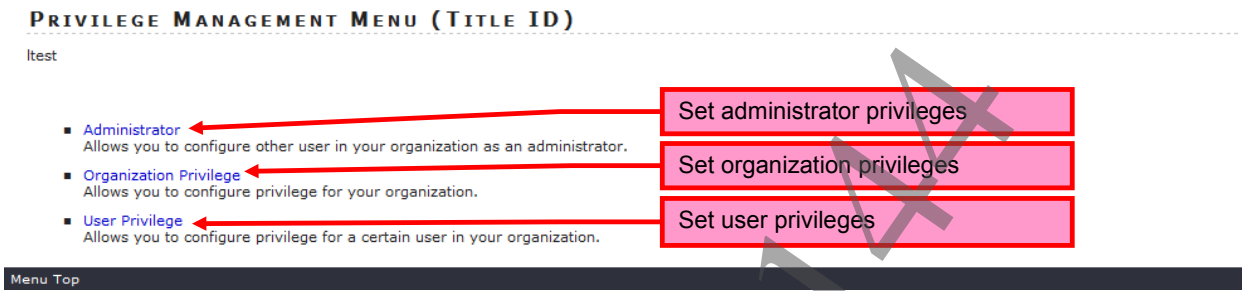 PRIVILEGE MANAGEMENT MENU (TITLE ID)
ltest
Set administrator privileges
Administrator
Allows you to configure other user in your organization as an administrator.
Set organization privileges
Organization Privilege
Allows you to configure privilege for your organization.
Set user privileges
User Privilege
Allows you to configure privilege for a certain user in your organization.
Menu Top